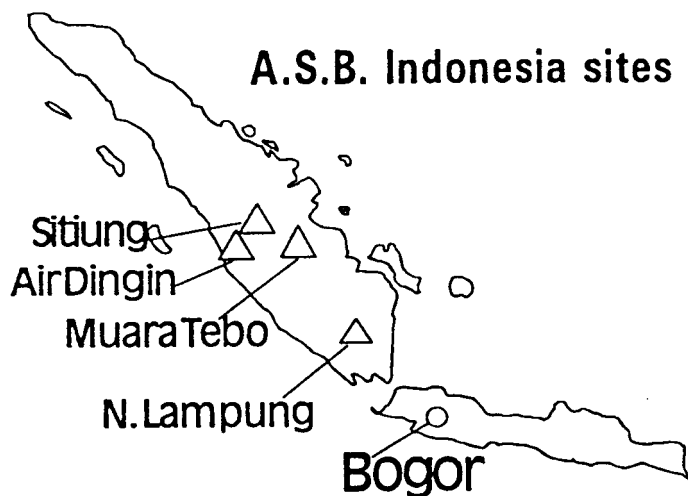 A.S.B. Indonesia sites
Sitiung
AirDingin
MuaraTebo
N.Lampung
Bogor